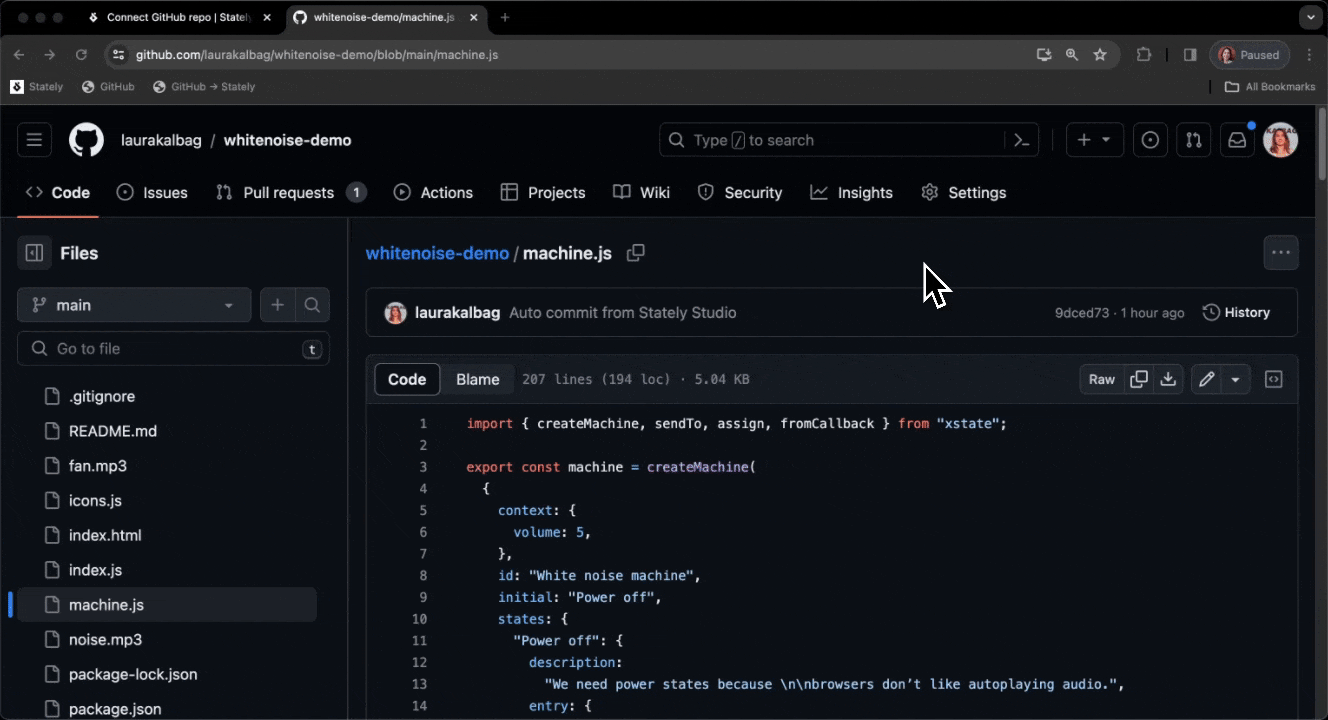 Connect GitHub repo | Stately
whitenoise-demo/machine.js
github.com/laurakalbag/whitenoise-demo/blob/main/machine.js
Paused
Stately GitHub GitHub → Stately
All Bookmarks
laurakalbag / whitenoise-demo
Type / to search
Code Issues Pull requests 1 Actions Projects Wiki Security Insights Settings
Files
main
Go to file t
.gitignore
README.md
fan.mp3
icons.js
index.html
index.js
machine.js
noise.mp3
package-lock.json
package.json
whitenoise-demo / machine.js
laurakalbag Auto commit from Stately Studio
9dced73 · 1 hour ago History
Code Blame 207 lines (194 loc) · 5.04 KB
Raw
1 import { createMachine, sendTo, assign, fromCallback } from "xstate";
2
3 export const machine = createMachine(
4 {
5 context: {
6 volume: 5,
7 },
8 id: "White noise machine",
9 initial: "Power off",
10 states: {
11 "Power off": {
12 description:
13 "We need power states because \n\nbrowsers don’t like autoplaying audio.",
14 entry: {